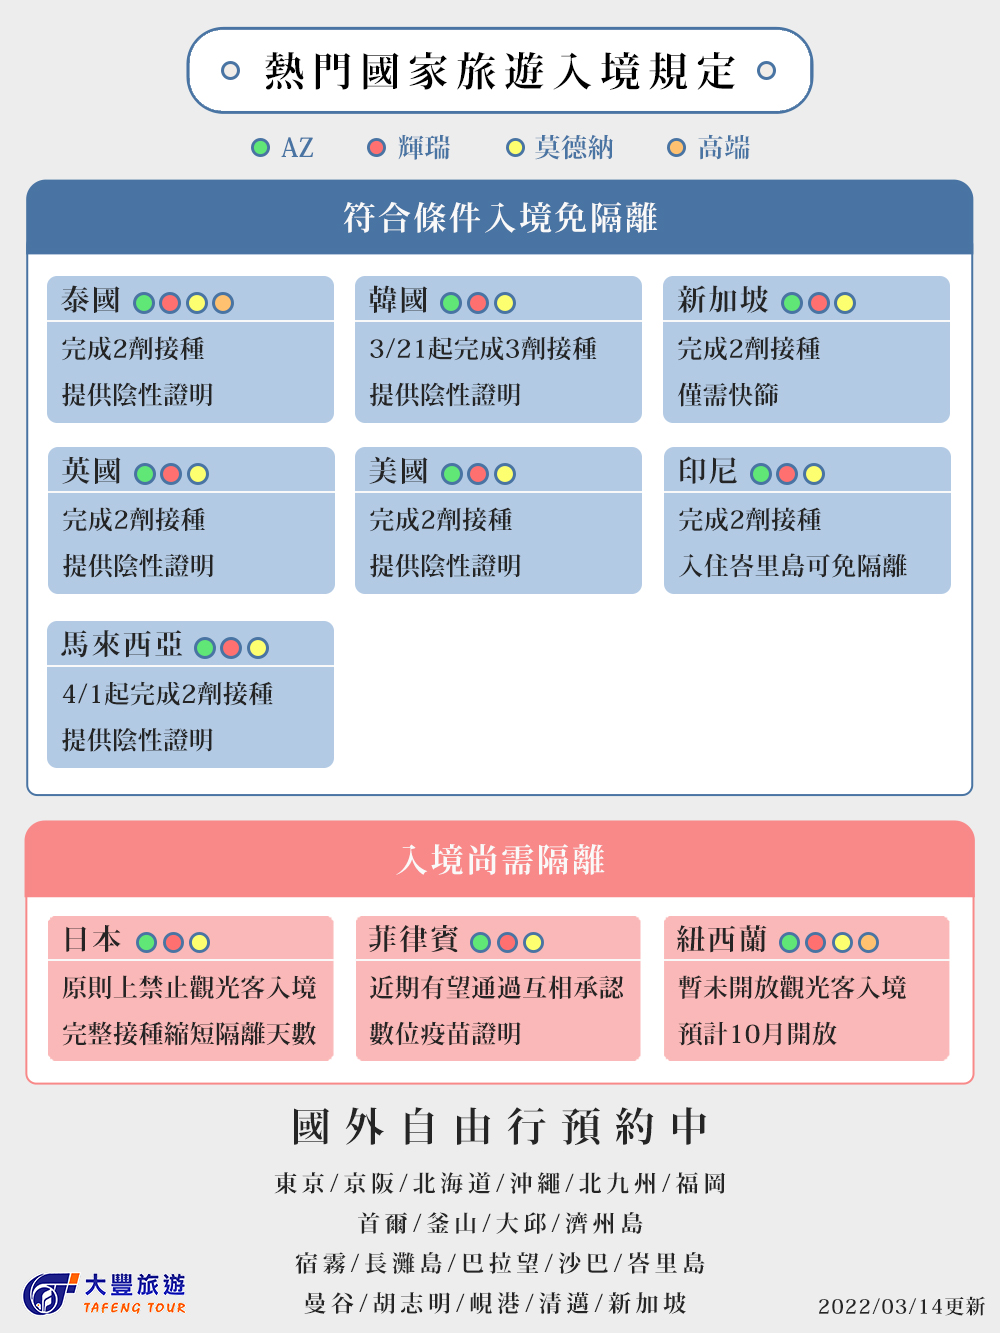 熱門國家旅遊入境規定
AZ 輝瑞 莫德納 高端
符合條件入境免隔離
泰國
完成2劑接種
提供陰性證明
韓國
3/21起完成3劑接種
提供陰性證明
新加坡
完成2劑接種
僅需快篩
英國
完成2劑接種
提供陰性證明
美國
完成2劑接種
提供陰性證明
印尼
完成2劑接種
入住峇里島可免隔離
馬來西亞
4/1起完成2劑接種
提供陰性證明
入境尚需隔離
日本
原則上禁止觀光客入境
完整接種縮短隔離天數
菲律賓
近期有望通過互相承認
數位疫苗證明
紐西蘭
暫未開放觀光客入境
預計10月開放
國外自由行預約中
東京/京阪/北海道/沖繩/北九州/福岡
首爾/釜山/大邱/濟州島
宿霧/長灘島/巴拉望/沙巴/峇里島
曼谷/胡志明/峴港/清邁/新加坡
大豐旅遊
TAFENG TOUR
2022/03/14更新